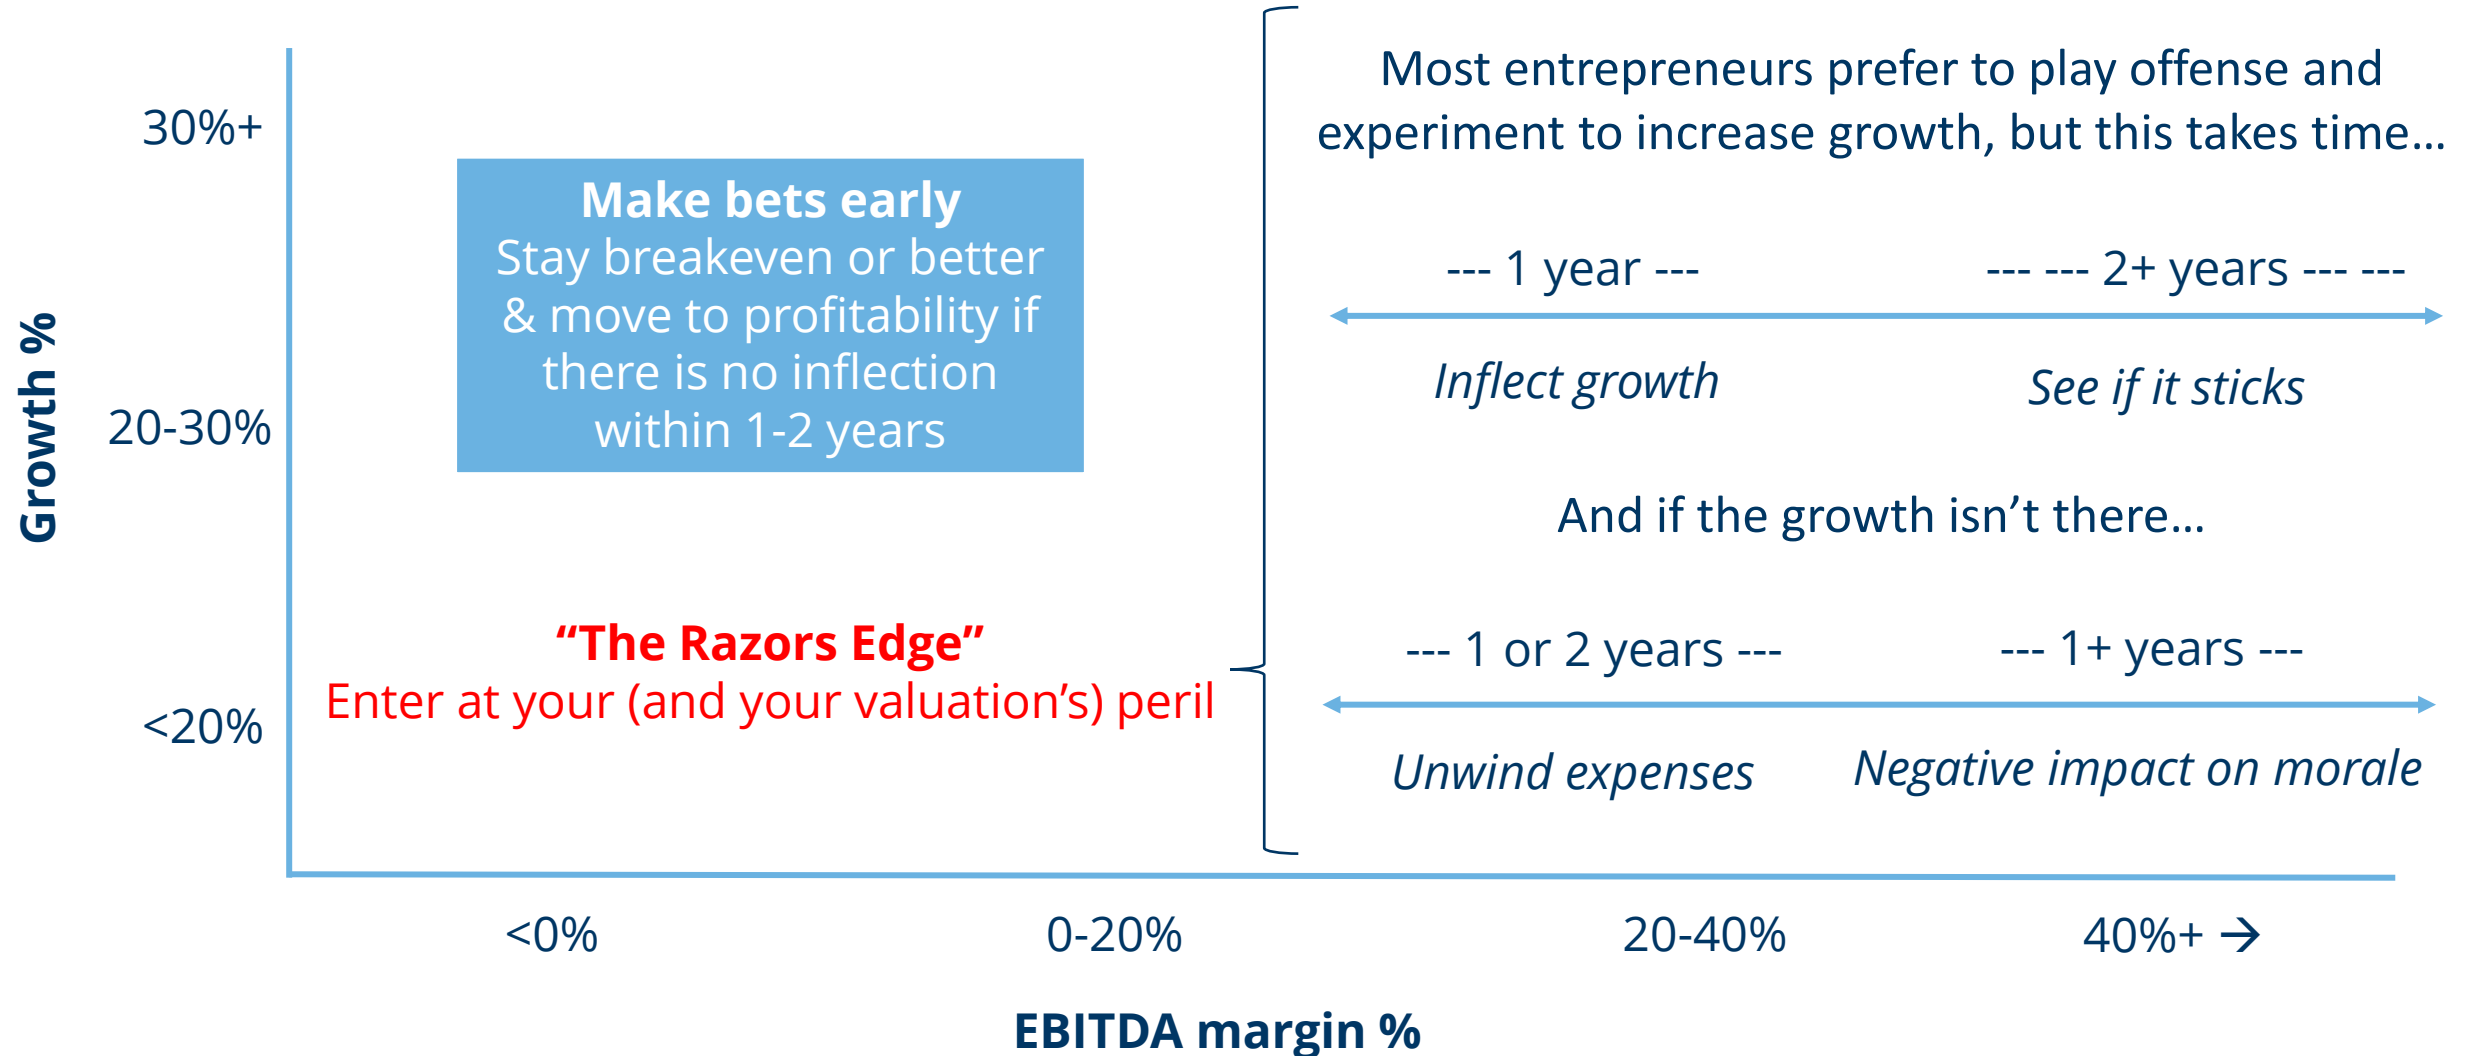 Growth %
30%+
20-30%
<20%
Make bets early
Stay breakeven or better
& move to profitability if
there is no inflection
within 1-2 years
“The Razors Edge”
Enter at your (and your valuation’s) peril
Most entrepreneurs prefer to play offense and
experiment to increase growth, but this takes time…
--- 1 year ---
--- --- 2+ years --- ---
Inflect growth
See if it sticks
And if the growth isn’t there…
--- 1 or 2 years ---
--- 1+ years ---
Unwind expenses
Negative impact on morale
<0%
0-20%
20-40%
40%+ →
EBITDA margin %